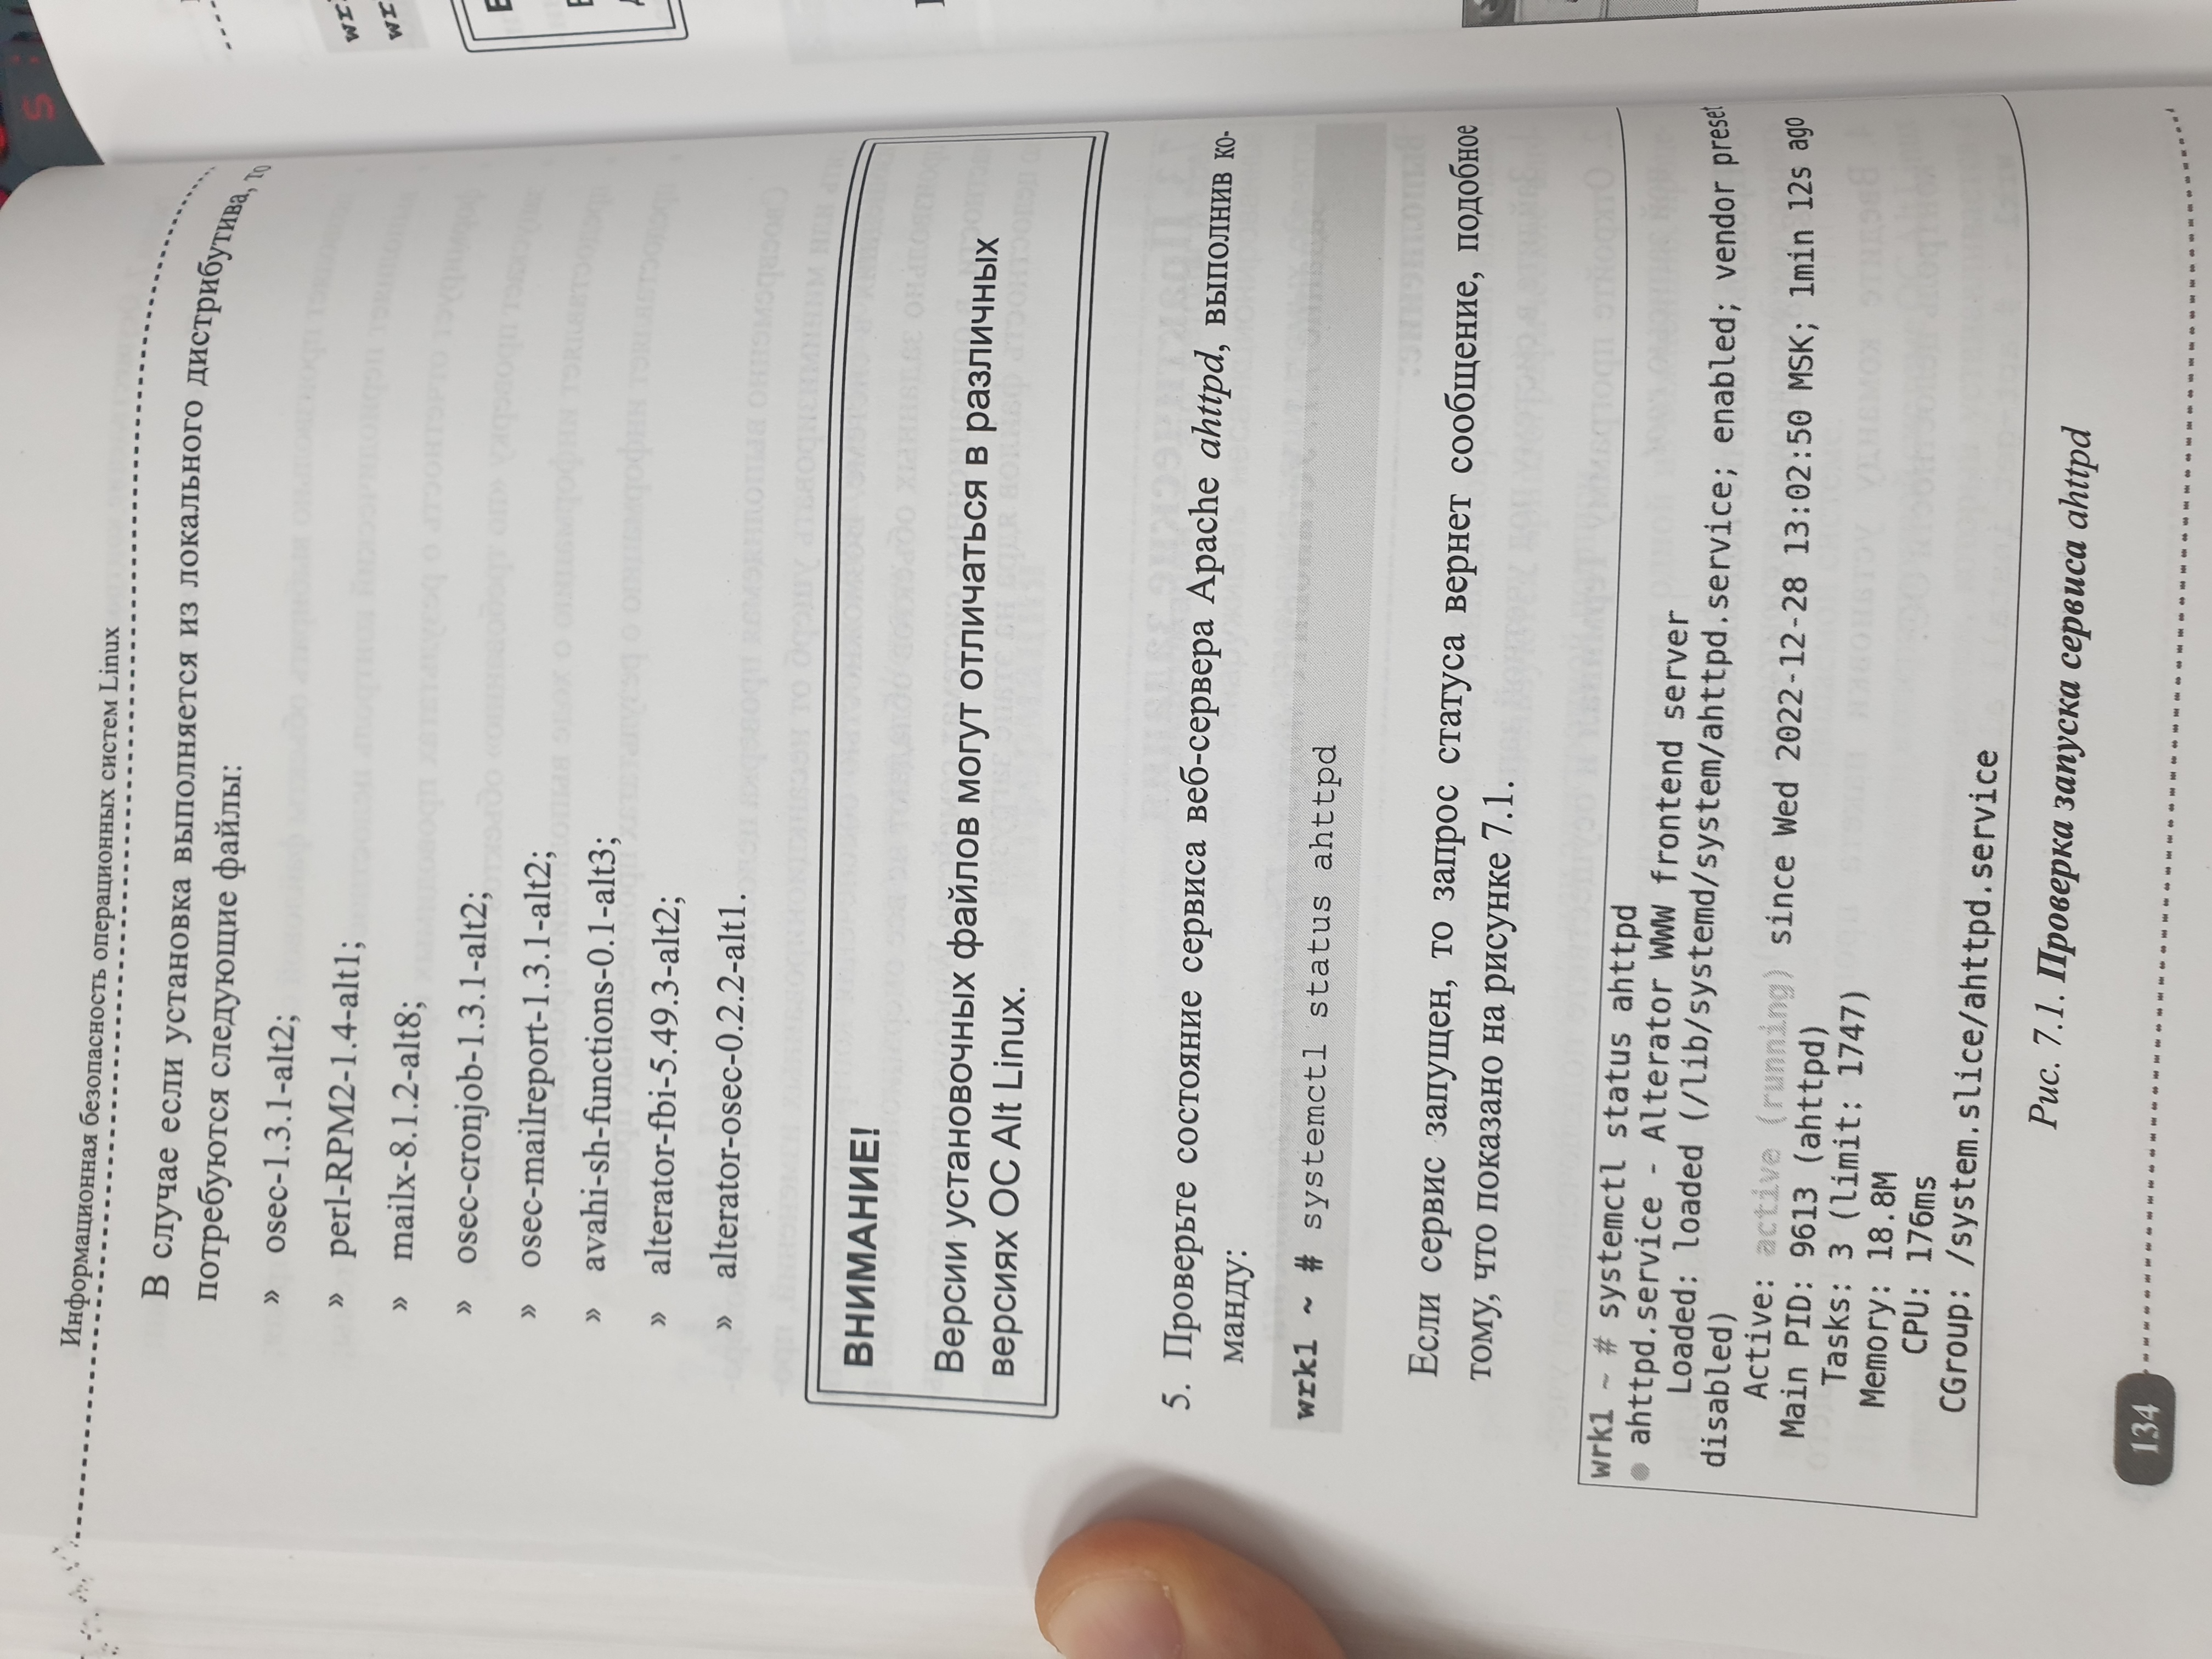 Информационная безопасность операционных систем Linux
В случае если установка выполняется из локального дистрибутива, то
потребуются следующие файлы:
» osec-1.3.1-alt2;
» perl-RPM2-1.4-alt1;
» mailx-8.1.2-alt8;
» osec-cronjob-1.3.1-alt2;
» osec-mailreport-1.3.1-alt2;
» avahi-sh-functions-0.1-alt3;
» alterator-fbi-5.49.3-alt2;
» alterator-osec-0.2.2-alt1.
ВНИМАНИЕ!
Версии установочных файлов могут отличаться в различных
версиях ОС Alt Linux.
5. Проверьте состояние сервиса веб-сервера Apache ahttpd, выполнив ко-
манду:
wrk1 ~ # systemctl status ahttpd
Если сервис запущен, то запрос статуса вернет сообщение, подобное
тому, что показано на рисунке 7.1.
wrk1 ~ # systemctl status ahttpd
● ahttpd.service - Alterator WWW frontend server
Loaded: loaded (/lib/systemd/system/ahttpd.service; enabled; vendor preset
disabled)
Active: active (running) since Wed 2022-12-28 13:02:50 MSK; 1min 12s ago
Main PID: 9613 (ahttpd)
Tasks: 3 (limit: 1747)
Memory: 18.8M
CPU: 176ms
CGroup: /system.slice/ahttpd.service
Рис. 7.1. Проверка запуска сервиса ahttpd
134